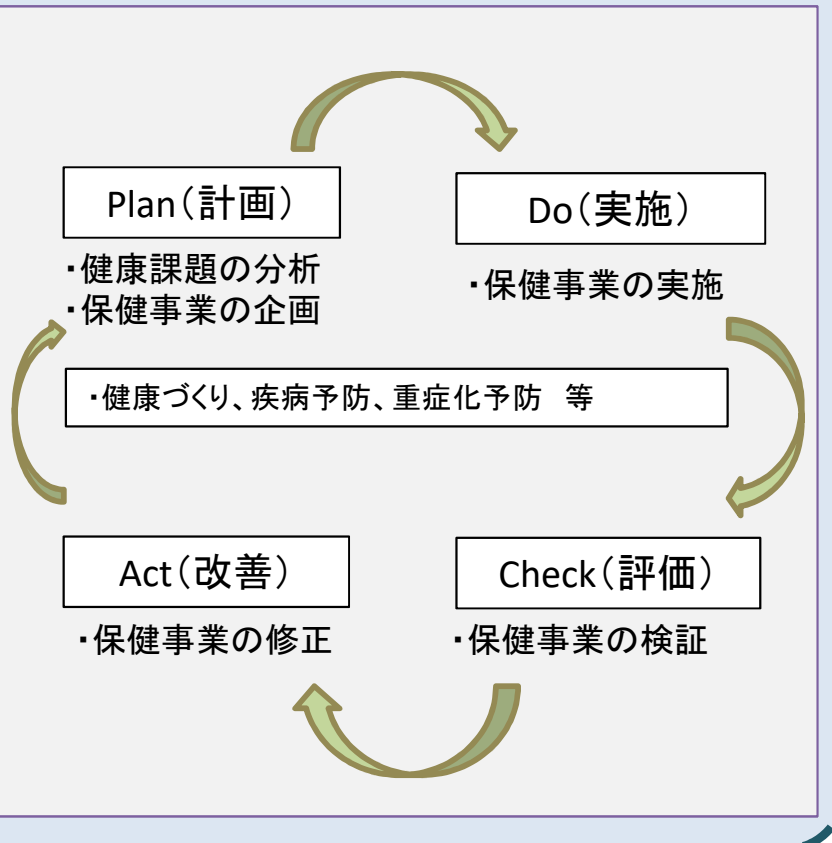 Plan（計画）
・健康課題の分析
・保健事業の企画
Do（実施）
・保健事業の実施
・健康づくり、疾病予防、重症化予防　等
Act（改善）
・保健事業の修正
Check（評価）
・保健事業の検証